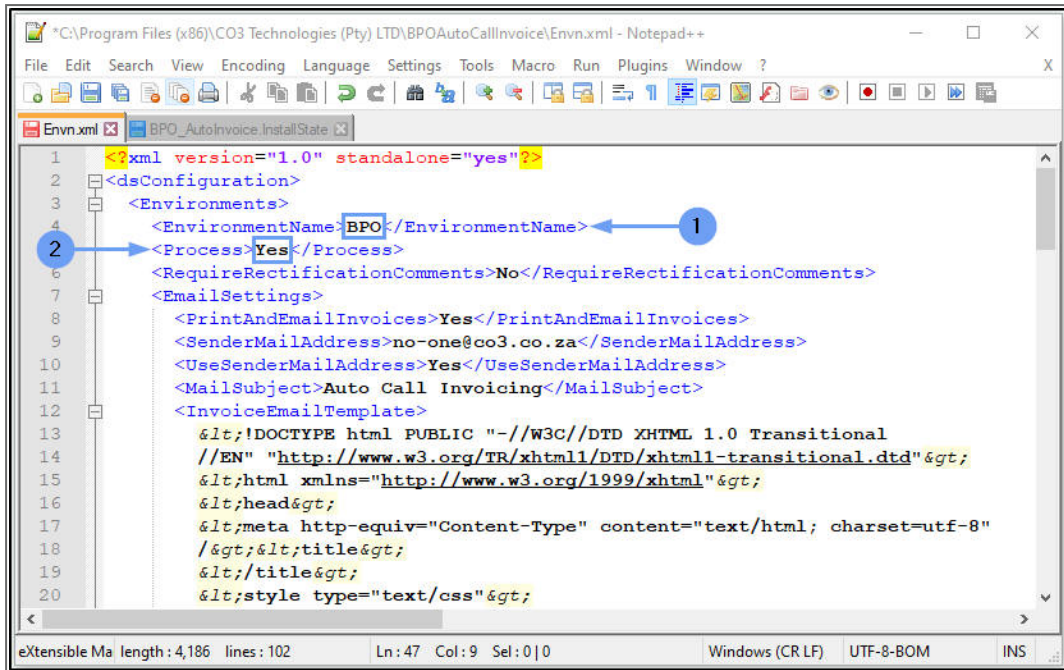 *C:\Program Files (x86)\CO3 Technologies (Pty) LTD\BPOAutoCallInvoice\Envn.xml - Notepad++
File Edit Search View Encoding Language Settings Tools Macro Run Plugins Window ? X
Envn.xml BPO_AutoInvoice.InstallState
1 <?xml version="1.0" standalone="yes"?>
2 <dsConfiguration>
3 <Environments>
4 <EnvironmentName>BPO</EnvironmentName> 1
2 <Process>Yes</Process>
6 <RequireRectificationComments>No</RequireRectificationComments>
7 <EmailSettings>
8 <PrintAndEmailInvoices>Yes</PrintAndEmailInvoices>
9 <SenderMailAddress>no-one@co3.co.za</SenderMailAddress>
10 <UseSenderMailAddress>Yes</UseSenderMailAddress>
11 <MailSubject>Auto Call Invoicing</MailSubject>
12 <InvoiceEmailTemplate>
13 &lt;!DOCTYPE html PUBLIC "-//W3C//DTD XHTML 1.0 Transitional
14 //EN" "http://www.w3.org/TR/xhtml1/DTD/xhtml1-transitional.dtd"&gt;
15 &lt;html xmlns="http://www.w3.org/1999/xhtml"&gt;
16 &lt;head&gt;
17 &lt;meta http-equiv="Content-Type" content="text/html; charset=utf-8"
18 /&gt;&lt;title&gt;
19 &lt;/title&gt;
20 &lt;style type="text/css"&gt;
eXtensible Ma length : 4,186 lines : 102 Ln : 47 Col : 9 Sel : 0 | 0 Windows (CR LF) UTF-8-BOM INS